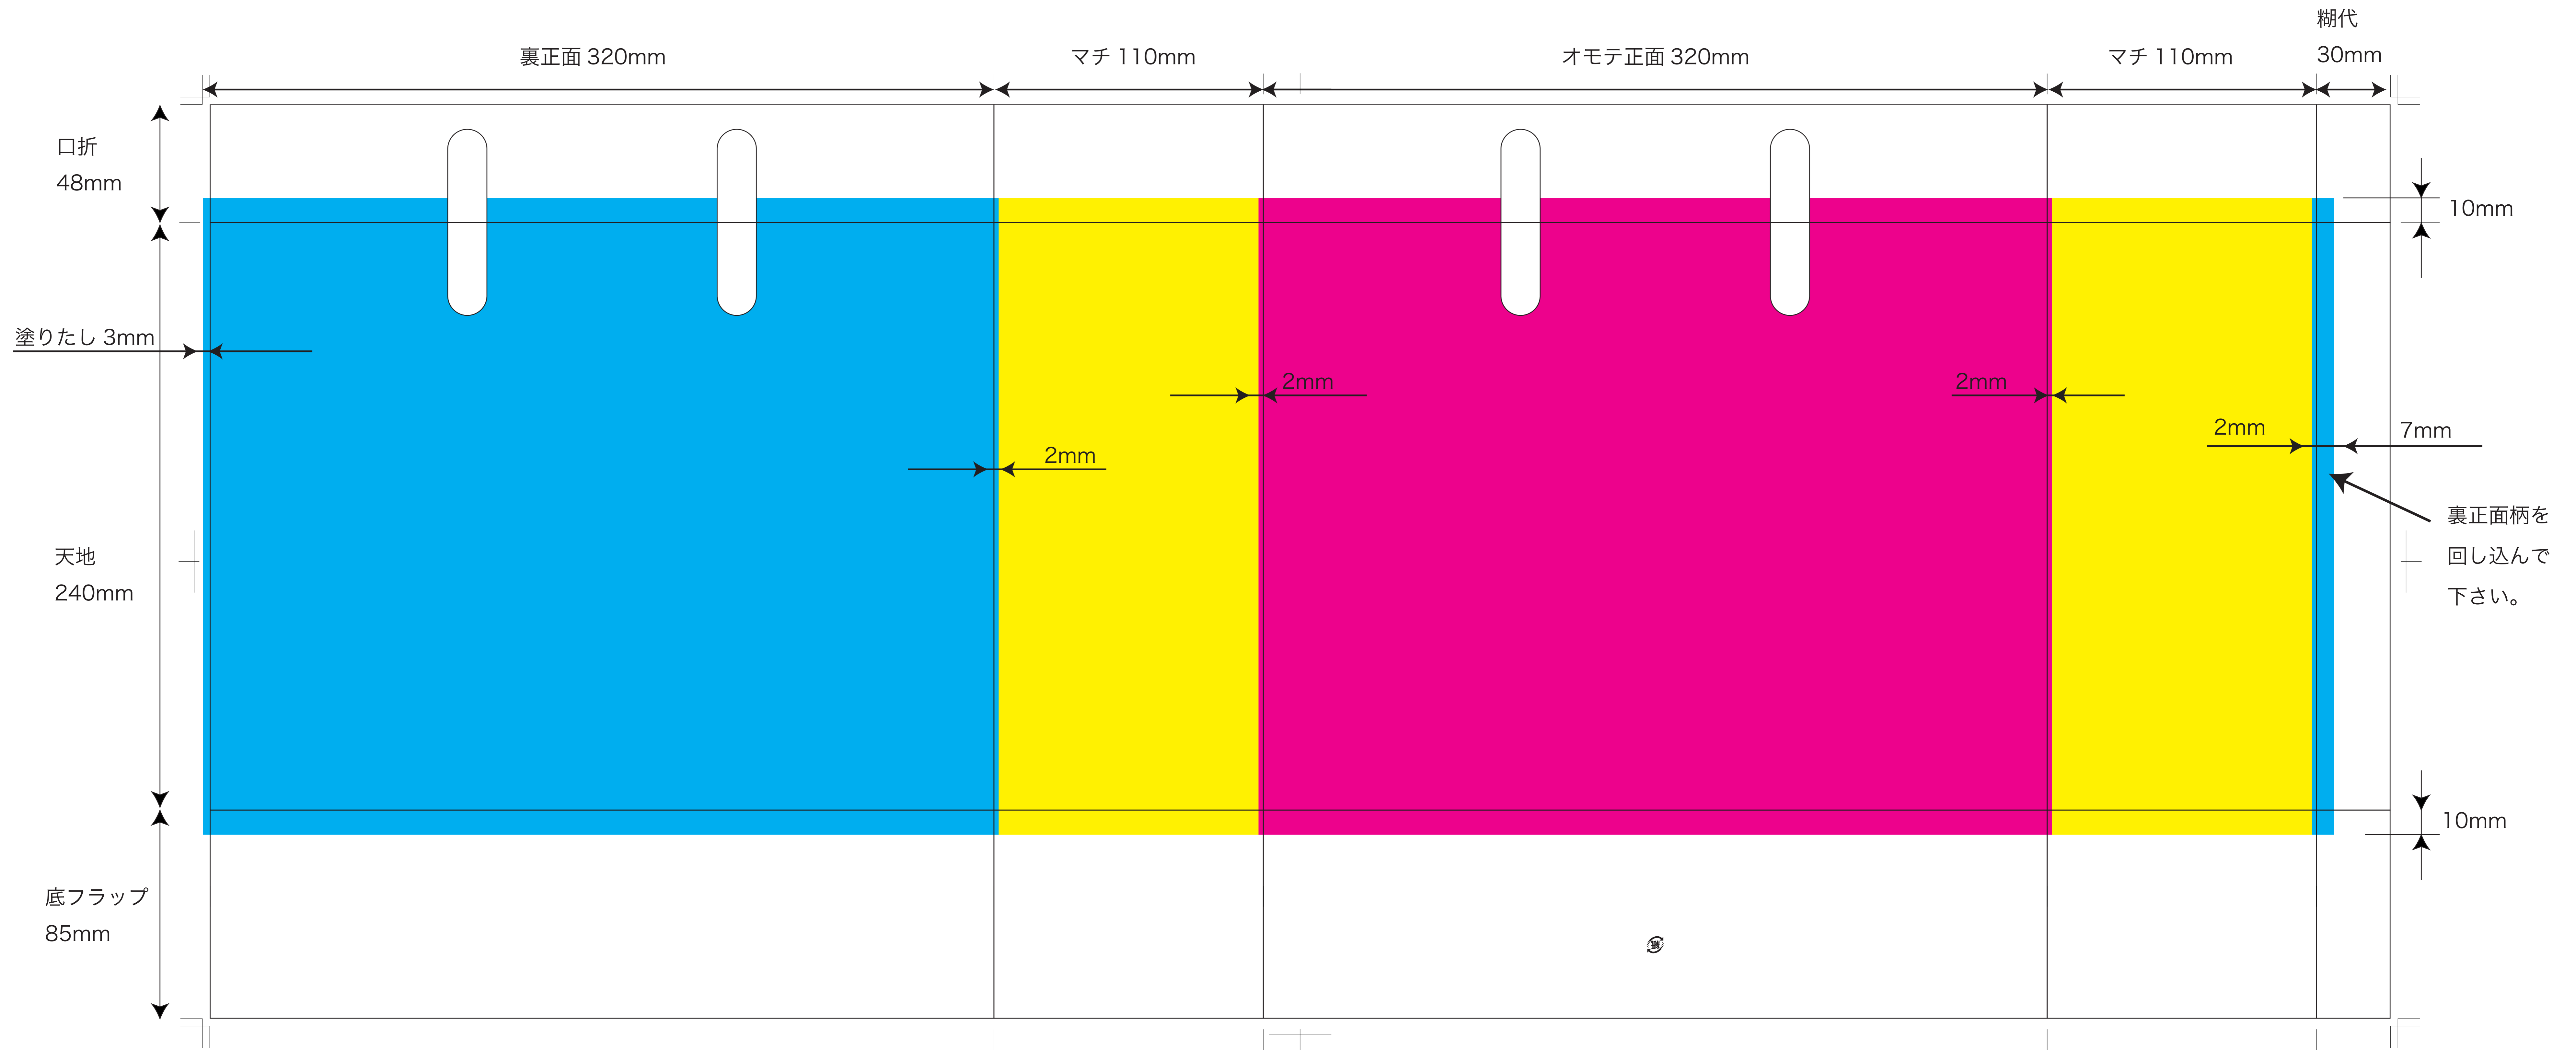 糊代
裏正面 320mm
マチ 110mm
オモテ正面 320mm
マチ 110mm
30mm
口折
48mm
10mm
塗りたし 3mm
2mm
2mm
2mm
7mm
2mm
裏正面柄を
回し込んで
下さい。
天地
240mm
10mm
底フラップ
85mm
紙